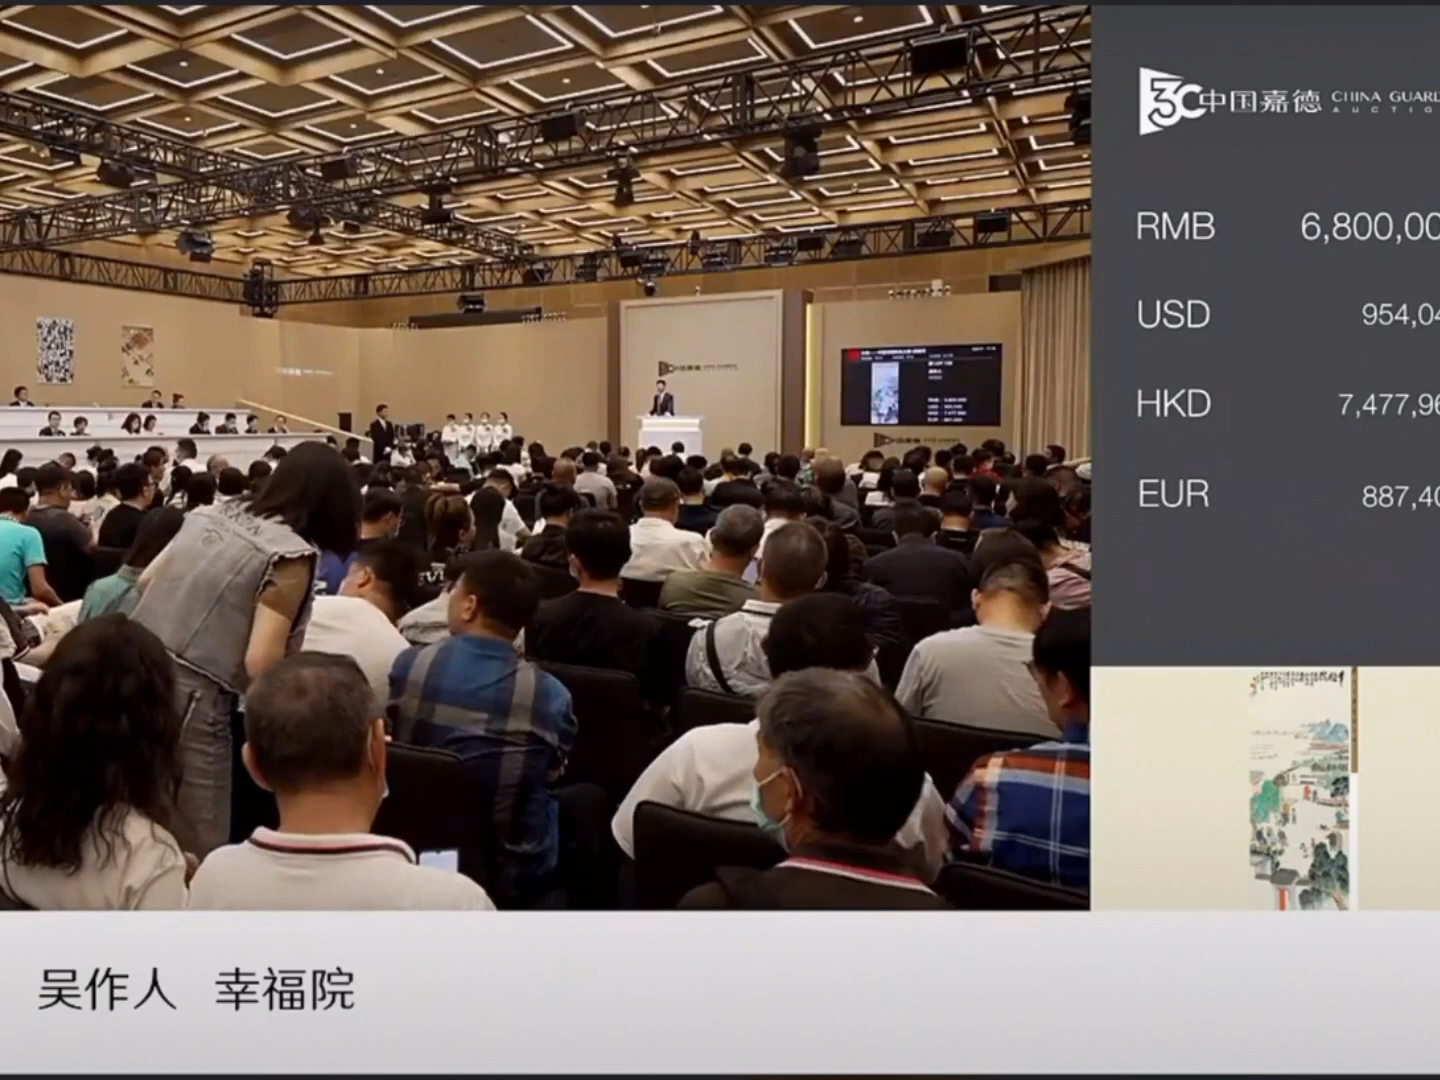 中国嘉德 CHINA GUARD
AUCTIO
RMB 6,800,00
USD 954,04
HKD 7,477,96
EUR 887,40
吴作人 幸福院